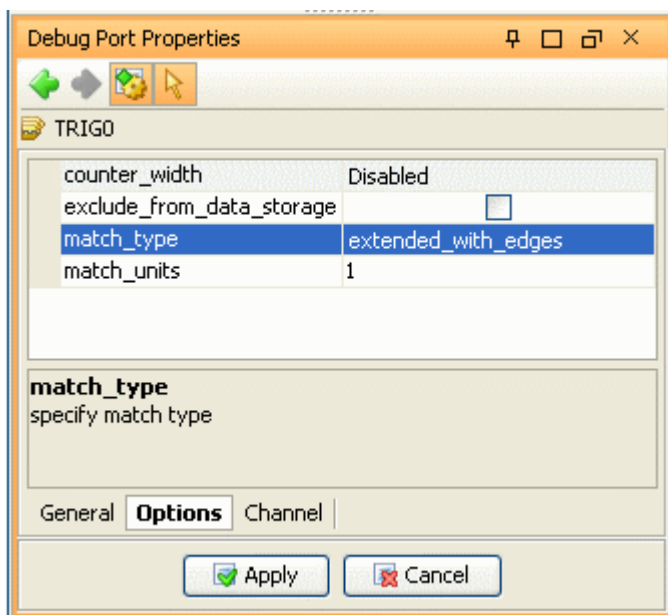 Debug Port Properties
TRIG0
counter_width Disabled
exclude_from_data_storage
match_type extended_with_edges
match_units 1
match_type
specify match type
General Options Channel
Apply Cancel